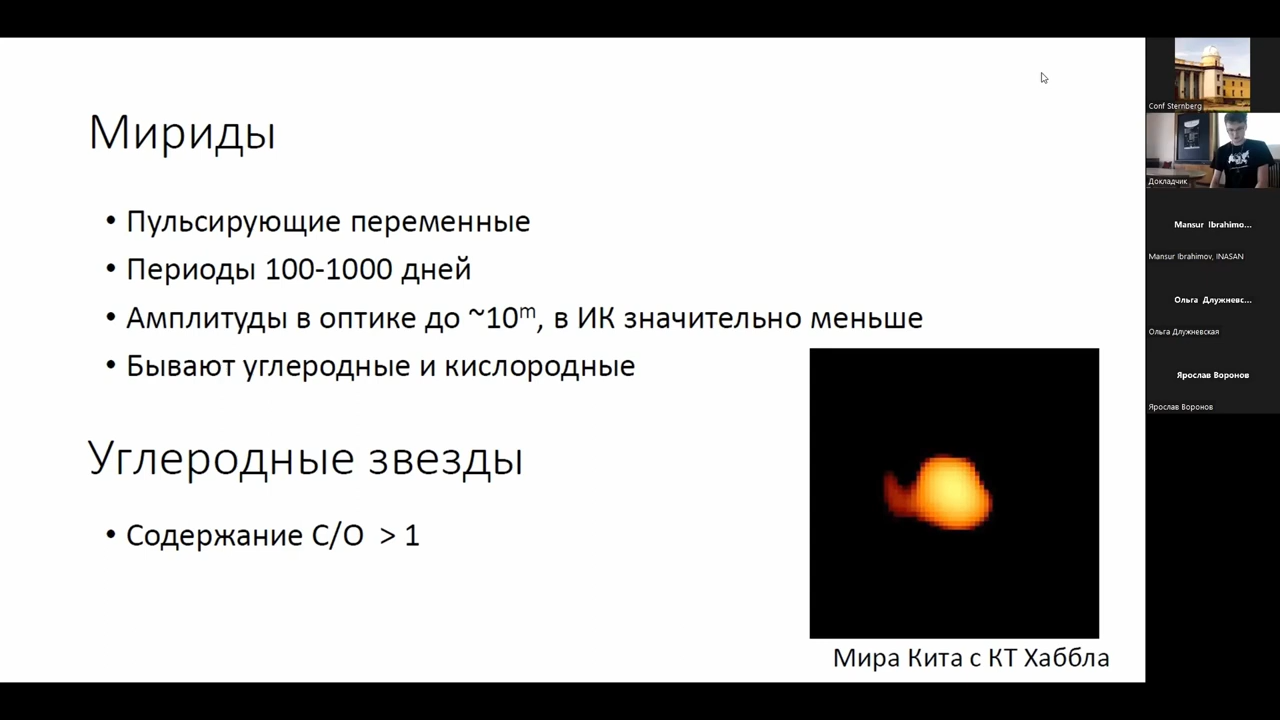 Мириды
• Пульсирующие переменные
• Периоды 100-1000 дней
• Амплитуды в оптике до ~10ᵐ, в ИК значительно меньше
• Бывают углеродные и кислородные
Углеродные звезды
• Содержание C/O > 1
Мира Кита с КТ Хаббла
Conf Sternberg
Докладчик
Mansur Ibrahimo...
Mansur Ibrahimov, INASAN
Ольга Длужневс...
Ольга Длужневская
Ярослав Воронов
Ярослав Воронов